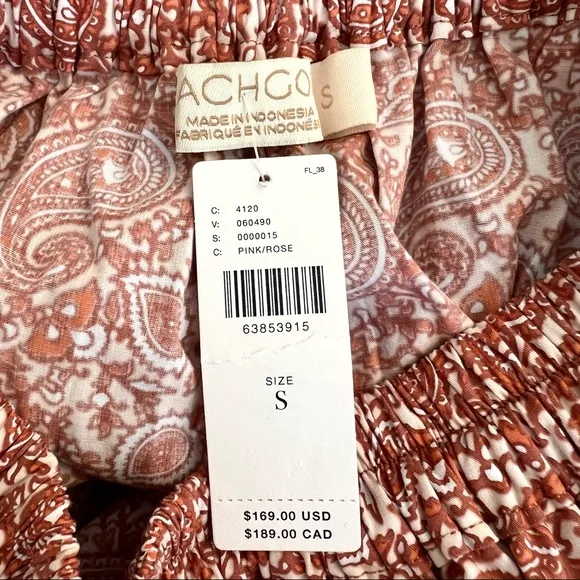 ACHGO
S
MADE IN INDONESIA
FABRIQUÉ EN INDONÉS
FL_38
C: 4120
V: 060490
S: 0000015
C: PINK/ROSE
63853915
SIZE
S
$169.00 USD
$189.00 CAD